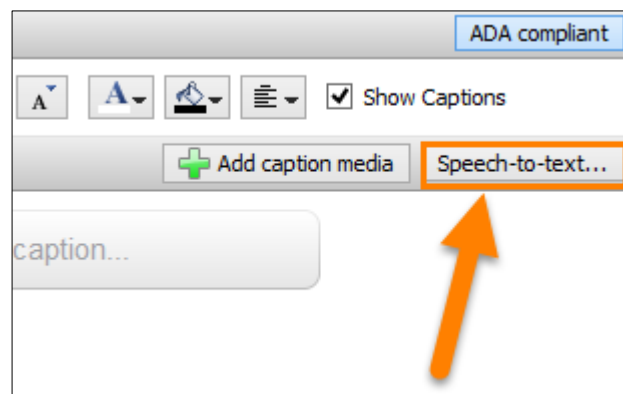 ADA compliant
A A Show Captions
Add caption media Speech-to-text...
caption...